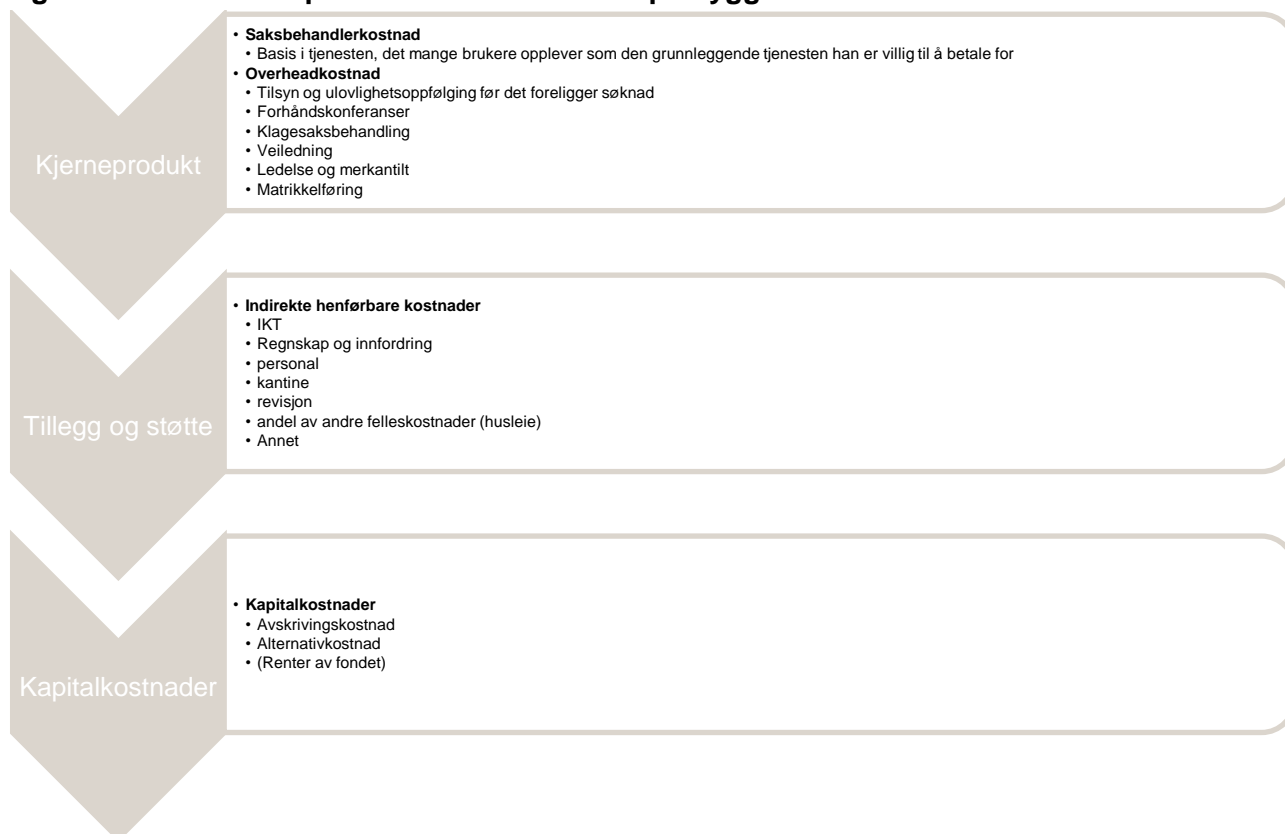 Kjerneprodukt
• Saksbehandlerkostnad
• Basis i tjenesten, det mange brukere opplever som den grunnleggende tjenesten han er villig til å betale for
• Overheadkostnad
• Tilsyn og ulovlighetsoppfølging før det foreligger søknad
• Forhåndskonferanser
• Klagesaksbehandling
• Veiledning
• Ledelse og merkantilt
• Matrikkelføring
Tillegg og støtte
• Indirekte henførbare kostnader
• IKT
• Regnskap og innfordring
• personal
• kantine
• revisjon
• andel av andre felleskostnader (husleie)
• Annet
Kapitalkostnader
• Kapitalkostnader
• Avskrivingskostnad
• Alternativkostnad
• (Renter av fondet)